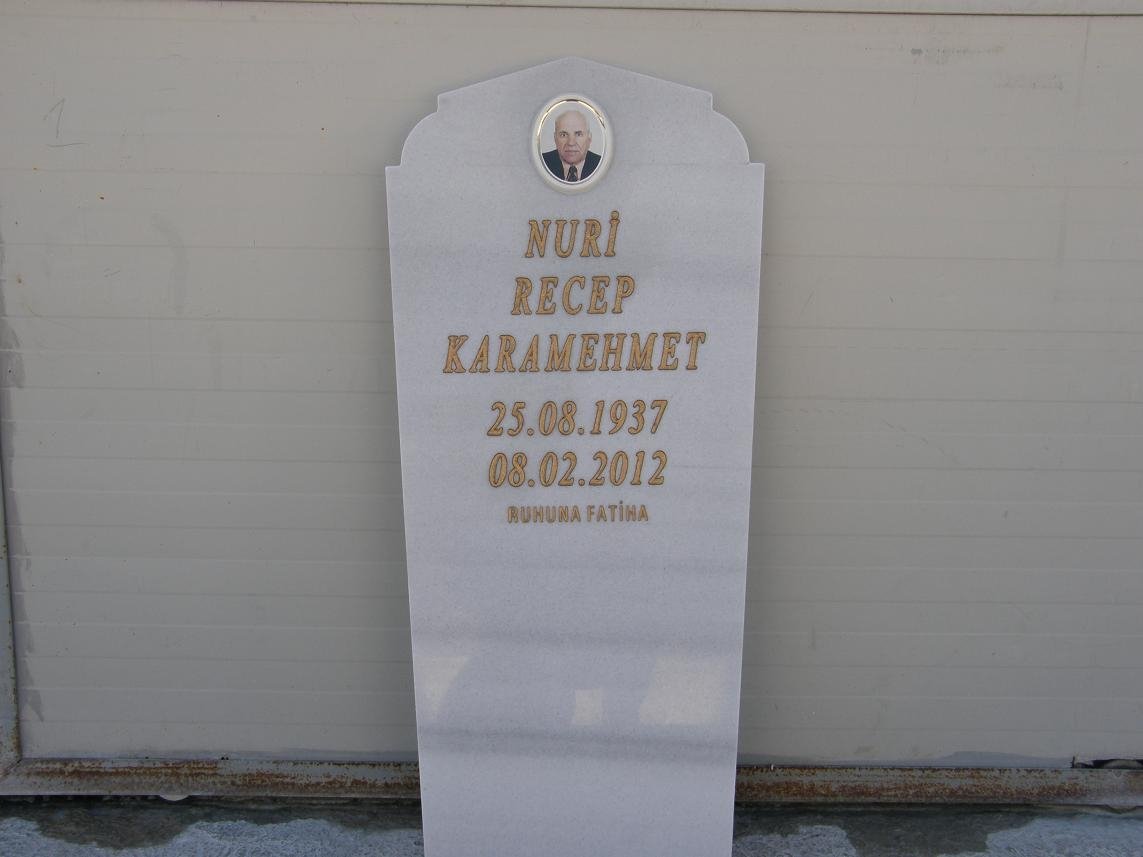 NURİ
RECEP
KARAMEHMET
25.08.1937
08.02.2012
RUHUNA FATİHA